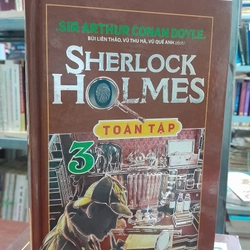 SIR ARTHUR CONAN DOYLE
BÙI LIÊN THẢO, VŨ THU HÀ, VŨ QUẾ ANH
SHERLOCK
HOLMES
TOÀN TẬP
3